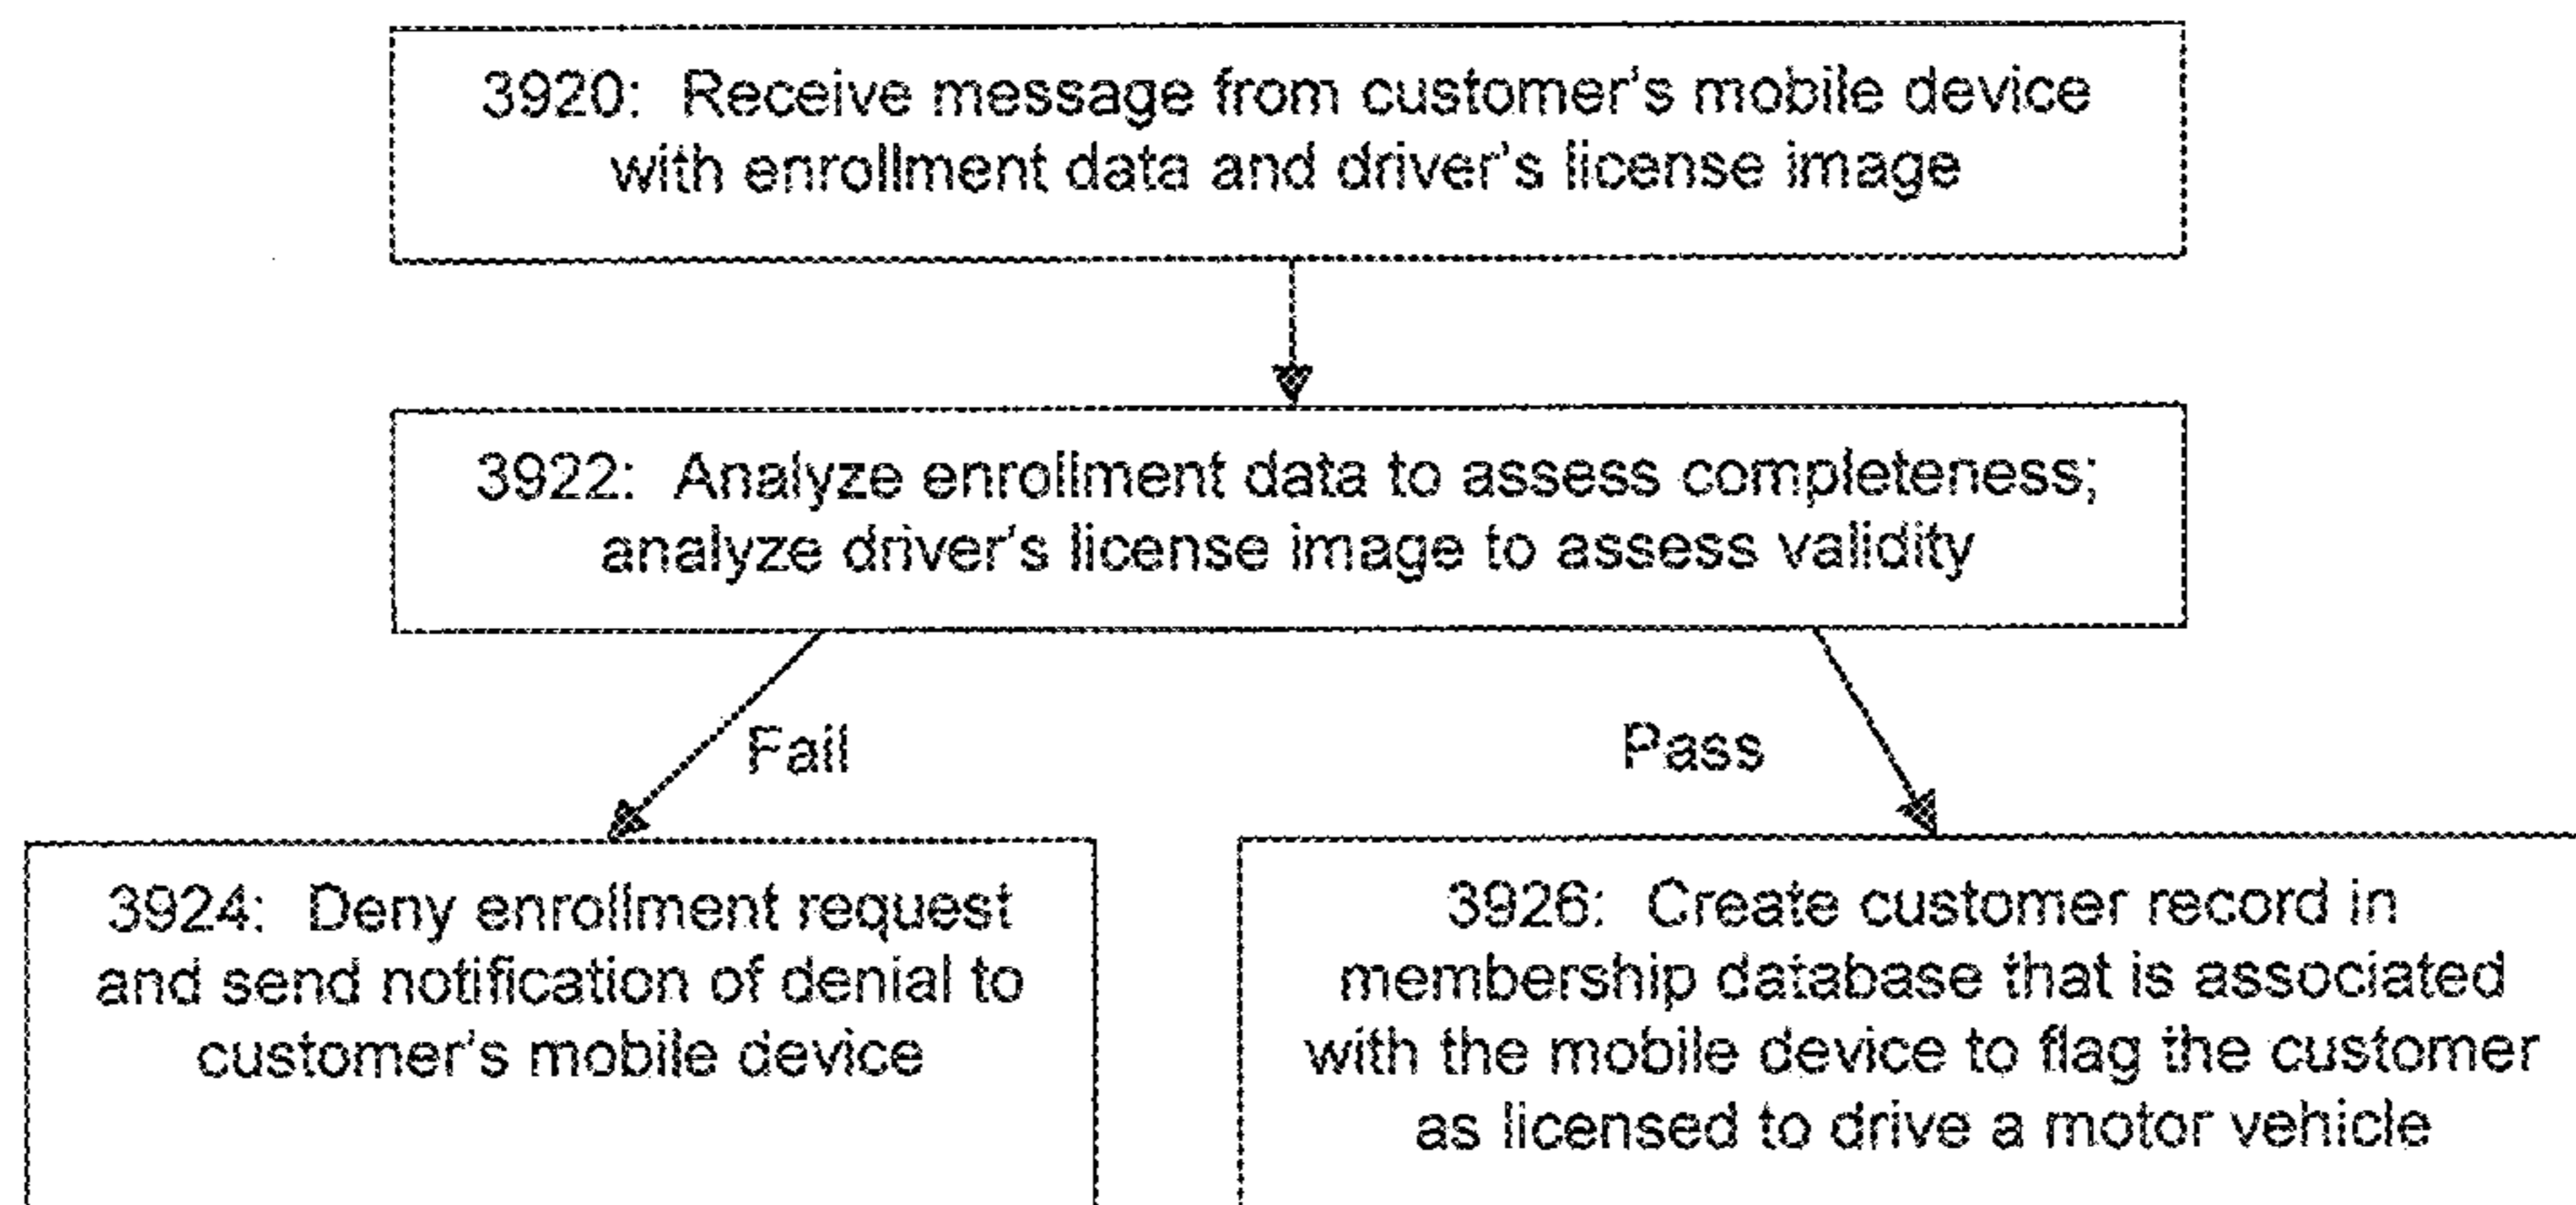 3920: Receive message from customer's mobile device
with enrollment data and driver's license image
3922: Analyze enrollment data to assess completeness;
analyze driver's license image to assess validity
Fail
Pass
3924: Deny enrollment request
and send notification of denial to
customer's mobile device
3926: Create customer record in
membership database that is associated
with the mobile device to flag the customer
as licensed to drive a motor vehicle